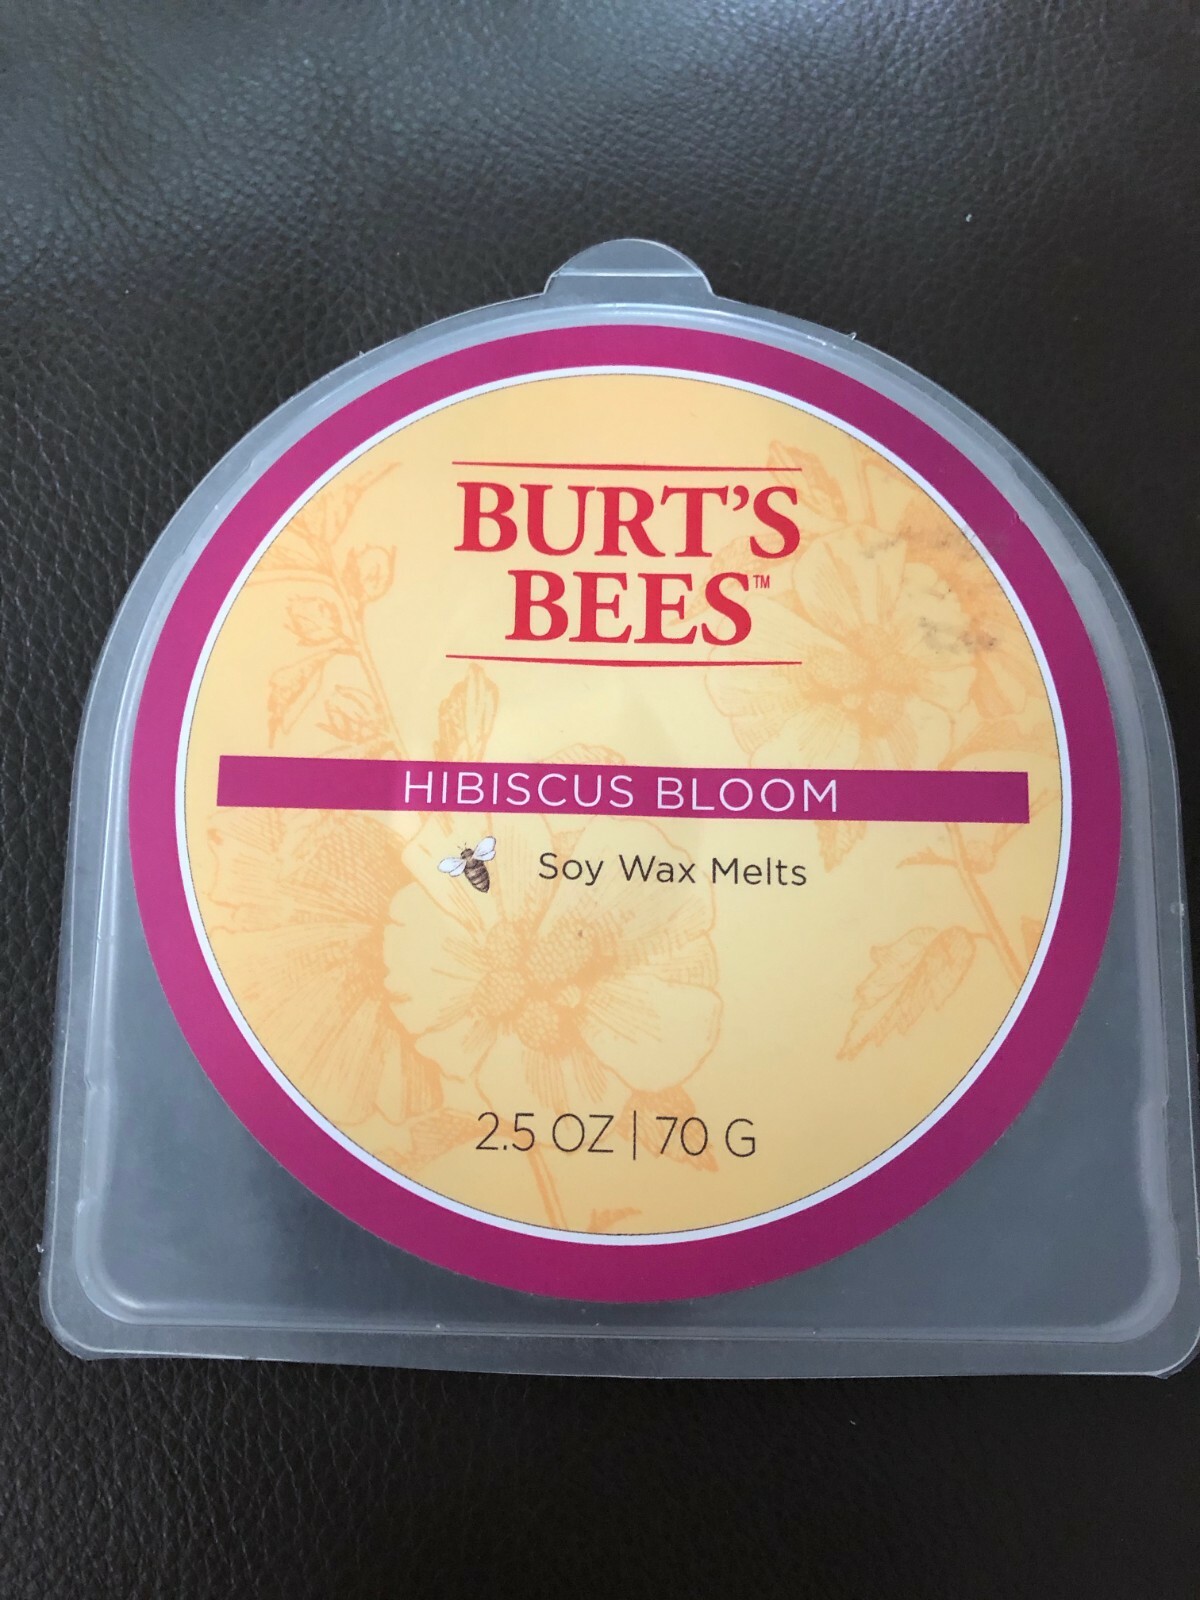 BURT'S
BEES™
HIBISCUS BLOOM
Soy Wax Melts
2.5 OZ | 70 G